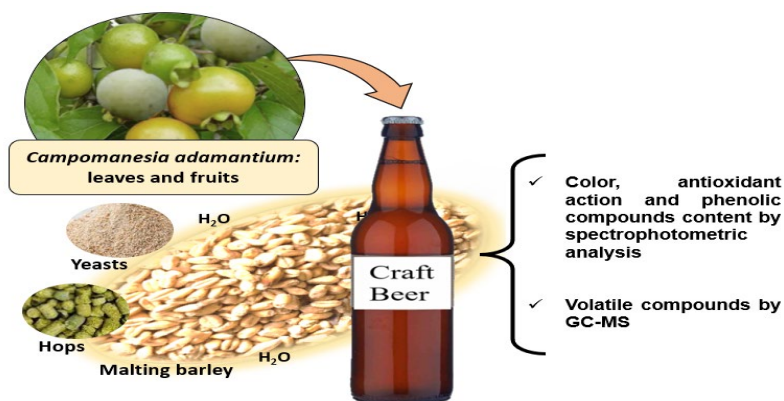 Campomanesia adamantium:
leaves and fruits
H₂O
H
Yeasts
Hops
Malting barley
H₂O
Craft
Beer
✓ Color, antioxidant
action and phenolic
compounds content by
spectrophotometric
analysis
✓ Volatile compounds by
GC-MS